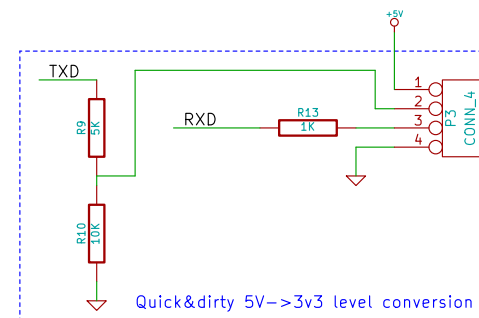 +5V
TXD
1
2
3
4
P3
CONN_4
RXD
R13
1K
R9
5K
R10
10K
Quick&dirty 5V->3v3 level conversion